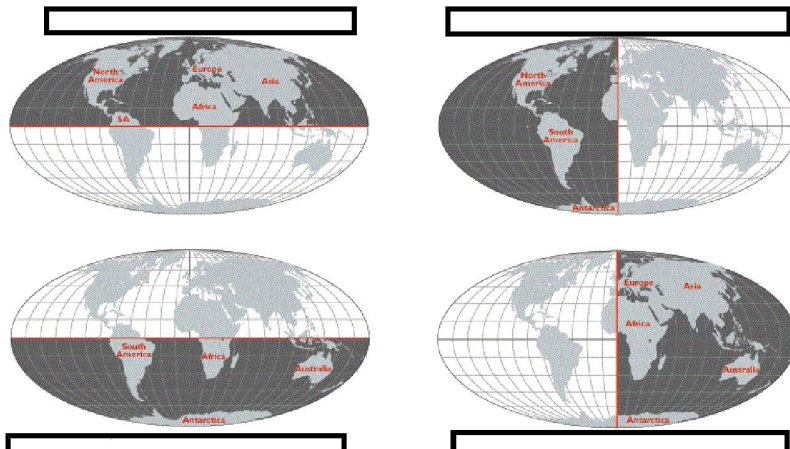 North
America
Europe
Asia
Africa
SA
North
America
South
America
Antarctica
South
America
Africa
Australia
Antarctica
Europe
Asia
Africa
Australia
Antarctica